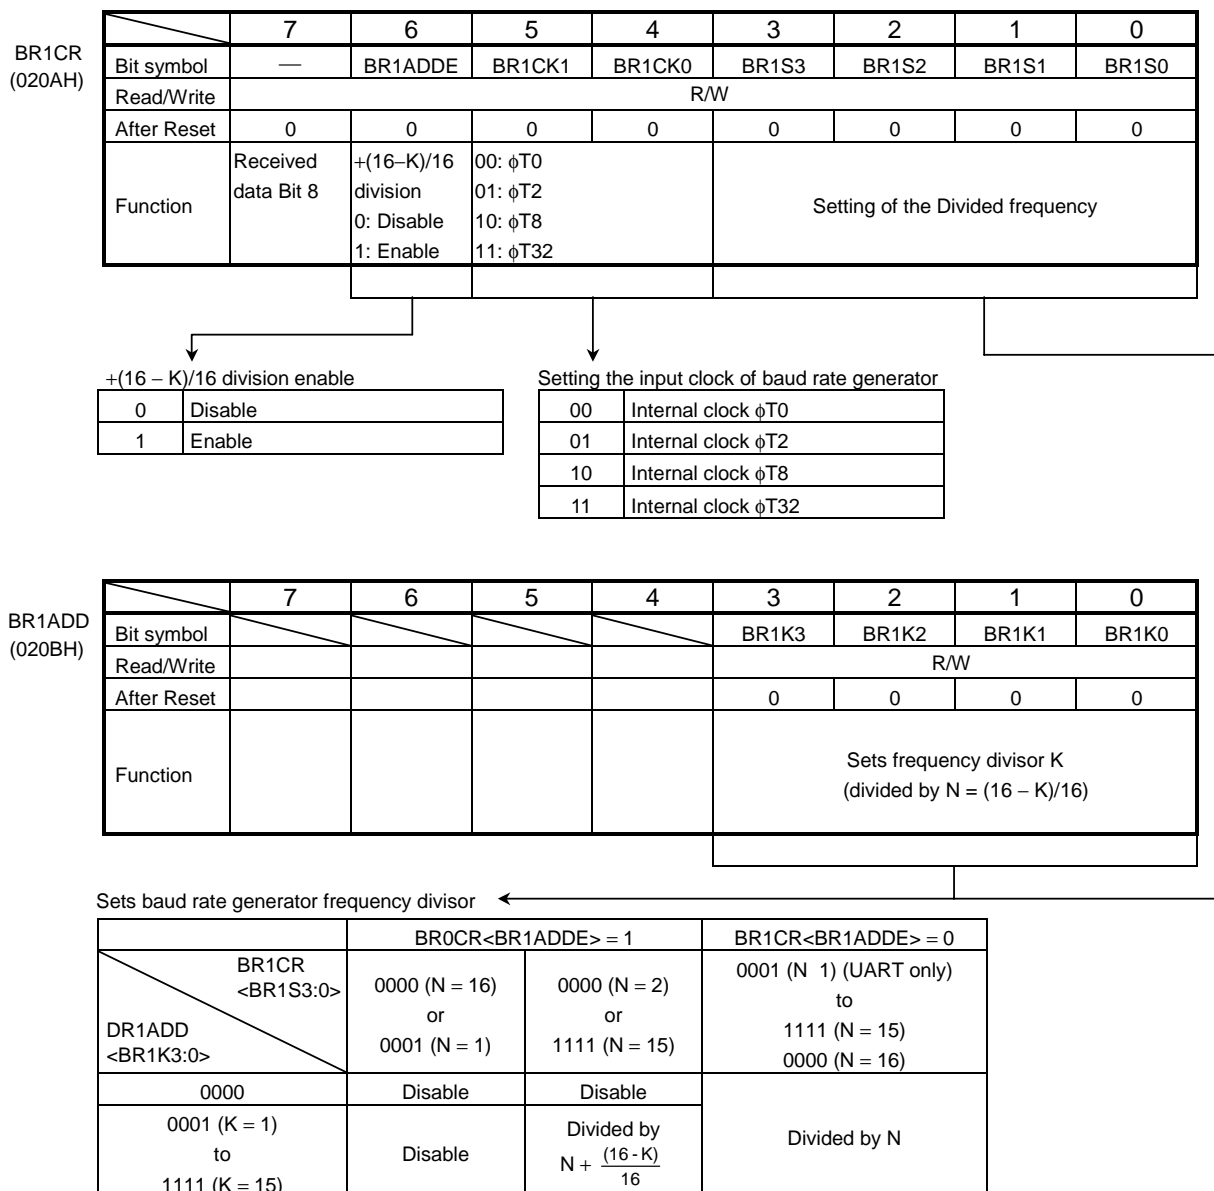 7 6 5 4 3 2 1 0
BR1CR
(020AH)
Bit symbol — BR1ADDE BR1CK1 BR1CK0 BR1S3 BR1S2 BR1S1 BR1S0
Read/Write R/W
After Reset 0 0 0 0 0 0 0 0
Function
Received
data Bit 8
+(16−K)/16
division
0: Disable
1: Enable
00: ϕT0
01: ϕT2
10: ϕT8
11: ϕT32
Setting of the Divided frequency
+(16 − K)/16 division enable
0 Disable
1 Enable
Setting the input clock of baud rate generator
00 Internal clock ϕT0
01 Internal clock ϕT2
10 Internal clock ϕT8
11 Internal clock ϕT32
7 6 5 4 3 2 1 0
BR1ADD
(020BH)
Bit symbol BR1K3 BR1K2 BR1K1 BR1K0
Read/Write R/W
After Reset 0 0 0 0
Function
Sets frequency divisor K
(divided by N = (16 − K)/16)
Sets baud rate generator frequency divisor
BR0CR<BR1ADDE> = 1 BR1CR<BR1ADDE> = 0
BR1CR
<BR1S3:0>
DR1ADD
<BR1K3:0>
0000 (N = 16)
or
0001 (N = 1)
0000 (N = 2)
or
1111 (N = 15)
0001 (N 1) (UART only)
to
1111 (N = 15)
0000 (N = 16)
0000 Disable Disable
0001 (K = 1)
to
1111 (K = 15)
Disable
Divided by
N + (16 - K)
16
Divided by N